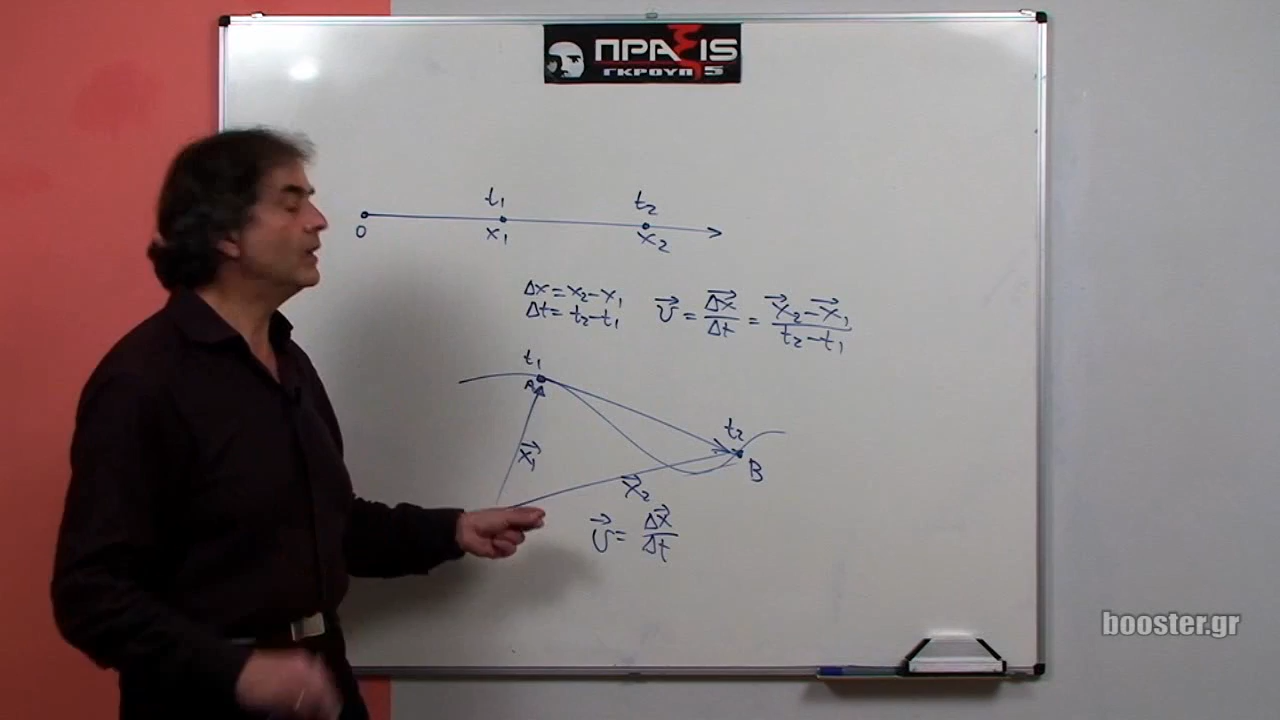 ΠΡΑΞΙS
ΓΚΡΟΥΠ 5
t₁ t₂
0 x₁ x₂
Δx = x₂ - x₁
Δt = t₂ - t₁
υ⃗ = Δx⃗/Δt = (x⃗₂ - x⃗₁)/(t₂ - t₁)
t₁
A
t₂
x⃗₁
B
x⃗₂
υ⃗ = Δx⃗/Δt
booster.gr